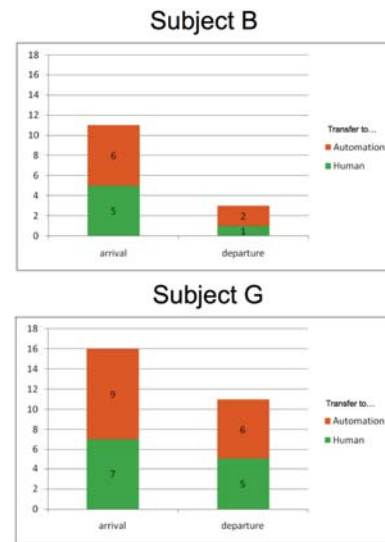 Subject B
18
16
14
12
10
8
6
4
2
0
6
5
2
1
arrival
departure
Transfer to...
Automation
Human
Subject G
18
16
14
12
10
8
6
4
2
0
9
7
6
5
arrival
departure
Transfer to...
Automation
Human